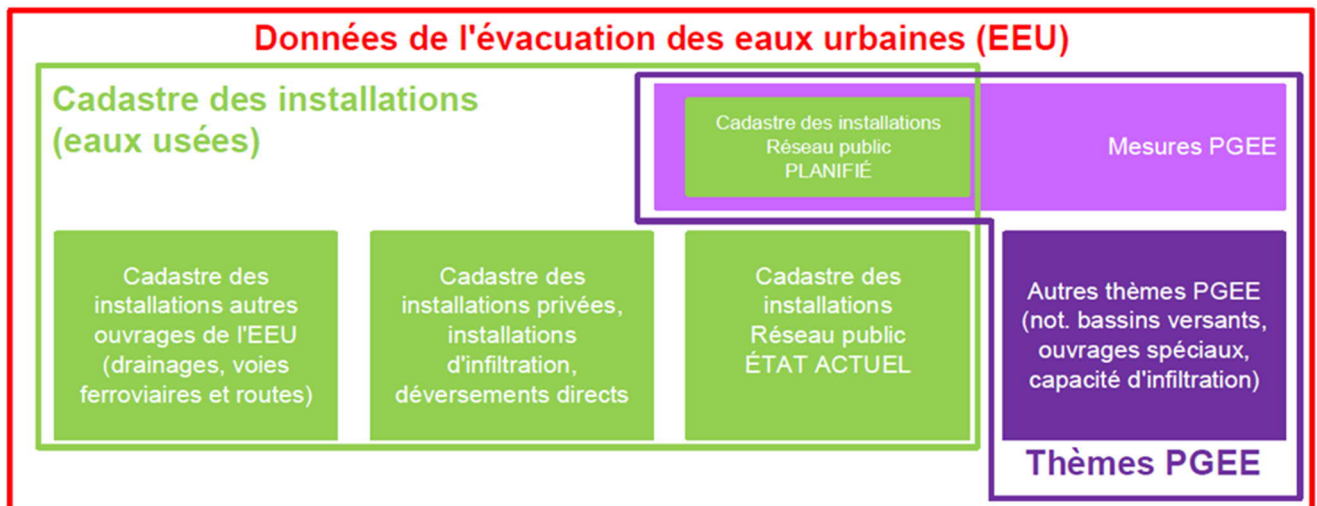 Données de l'évacuation des eaux urbaines (EEU)
Cadastre des installations
(eaux usées)
Cadastre des installations
Réseau public
PLANIFIÉ
Mesures PGEE
Cadastre des
installations autres
ouvrages de l'EEU
(drainages, voies
ferroviaires et routes)
Cadastre des
installations privées,
installations
d'infiltration,
déversements directs
Cadastre des
installations
Réseau public
ÉTAT ACTUEL
Autres thèmes PGEE
(not. bassins versants,
ouvrages spéciaux,
capacité d'infiltration)
Thèmes PGEE